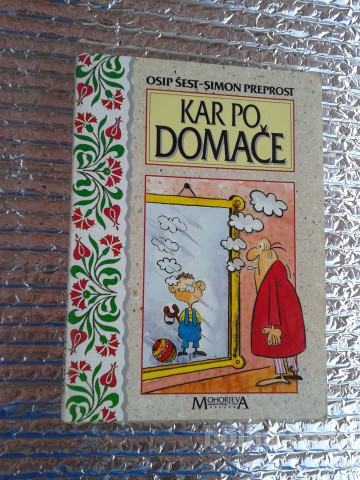 OSIP ŠEST-ŠIMON PREPROST
KAR PO
DOMAČE
MOHORJEVA